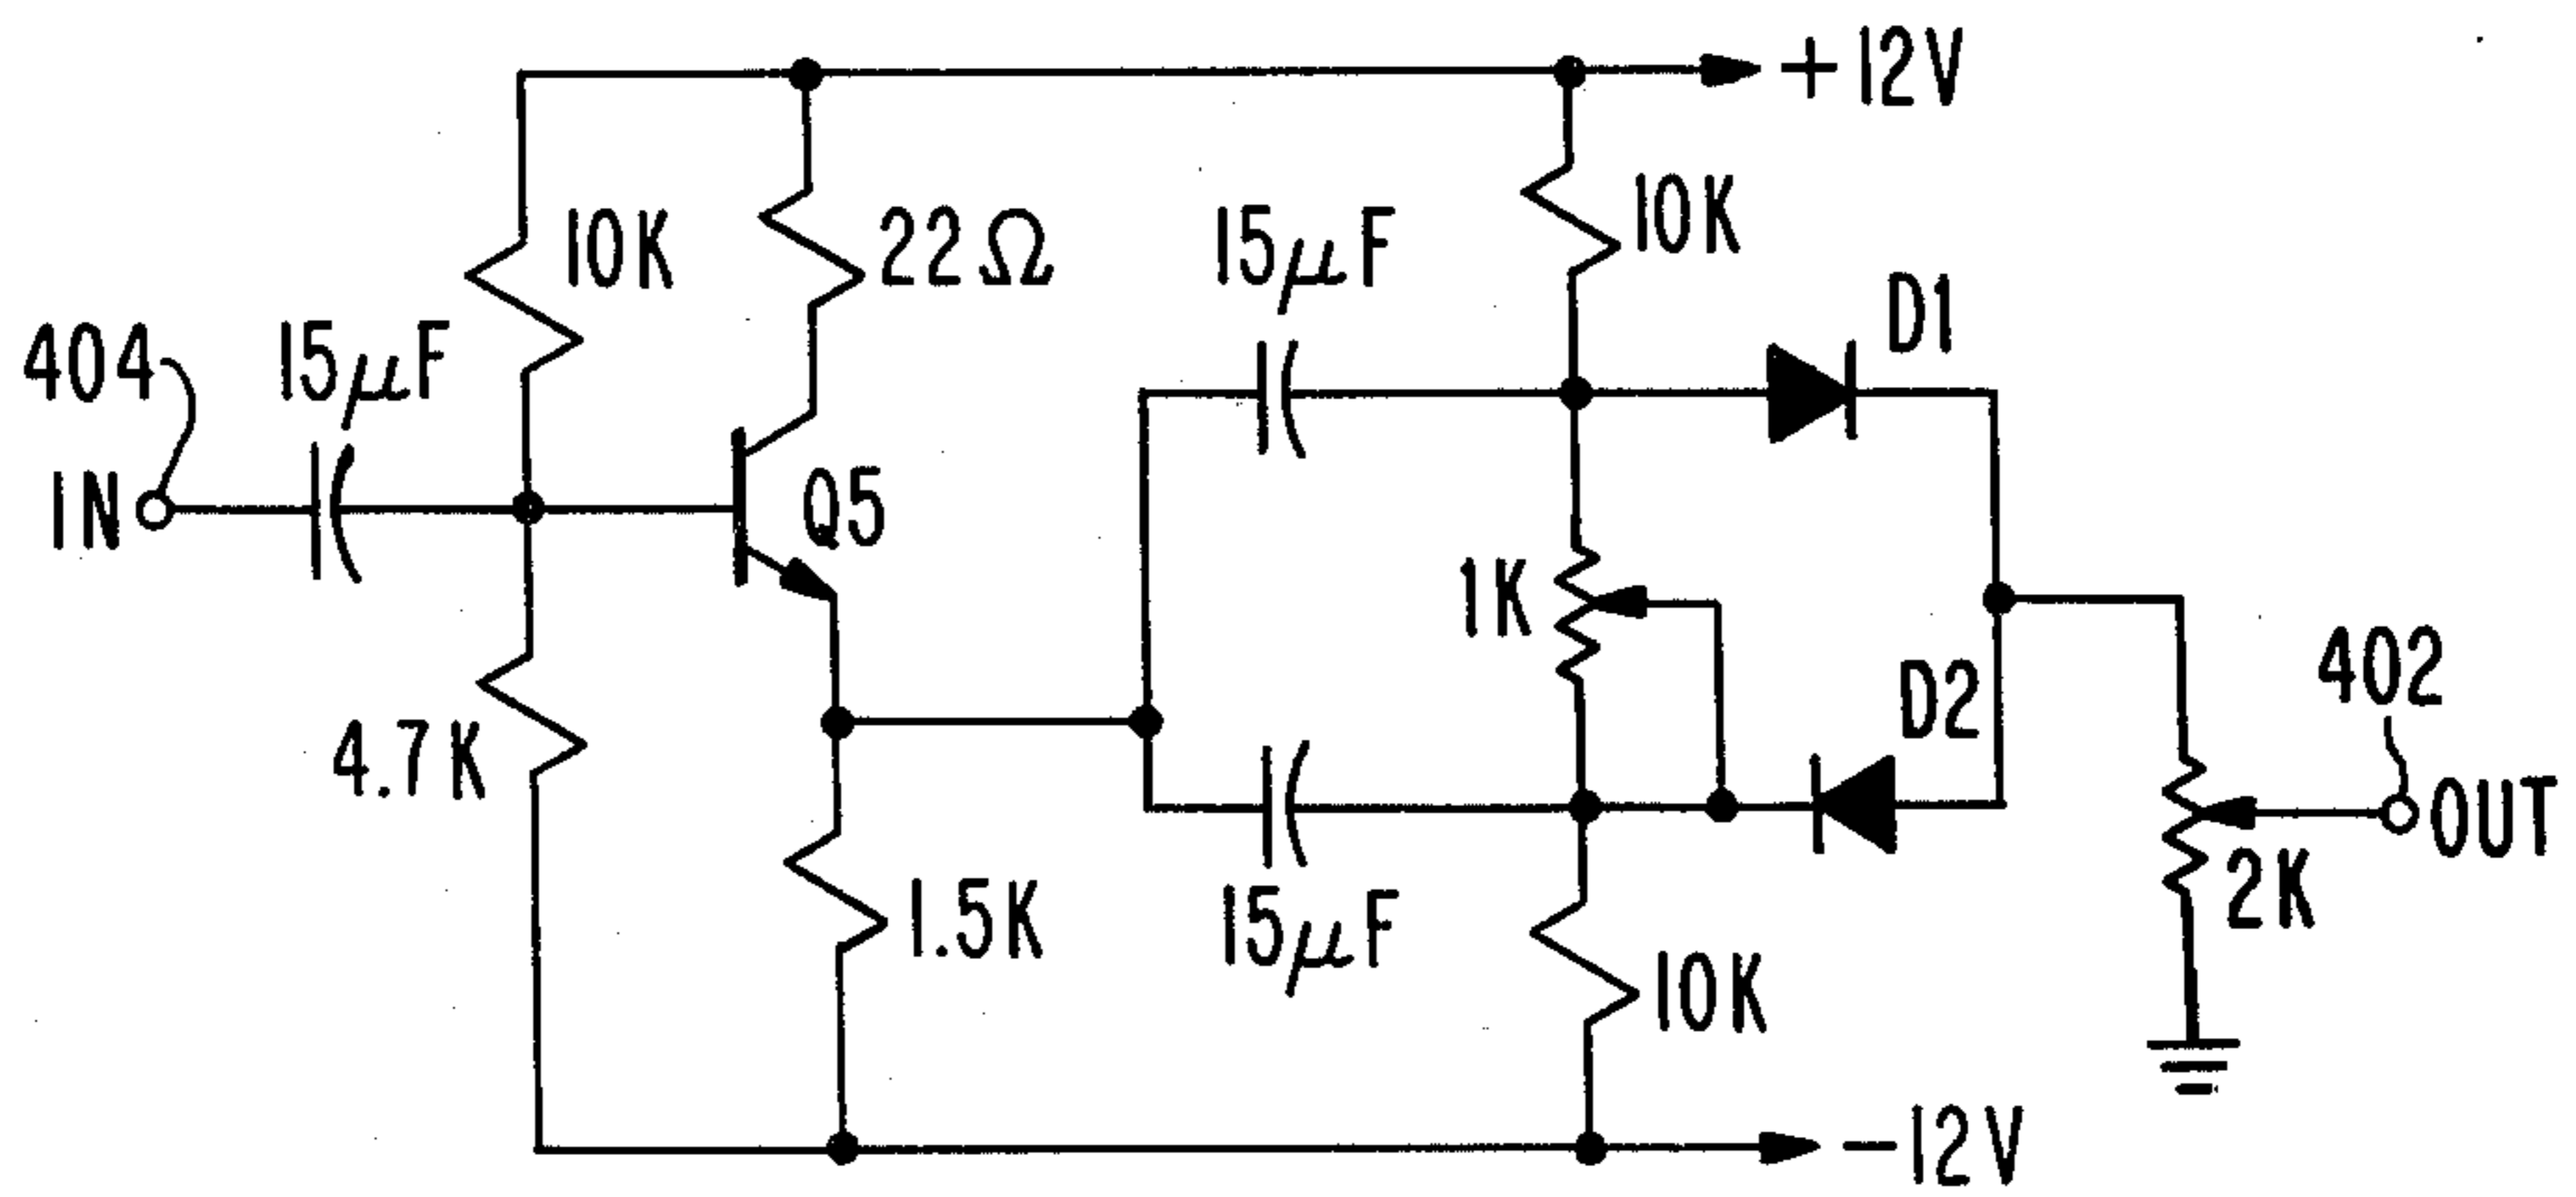 +12V
10K
22Ω
15μF
10K
D1
404
15μF
IN
Q5
1K
D2
402
4.7K
OUT
1.5K
15μF
2K
10K
-12V